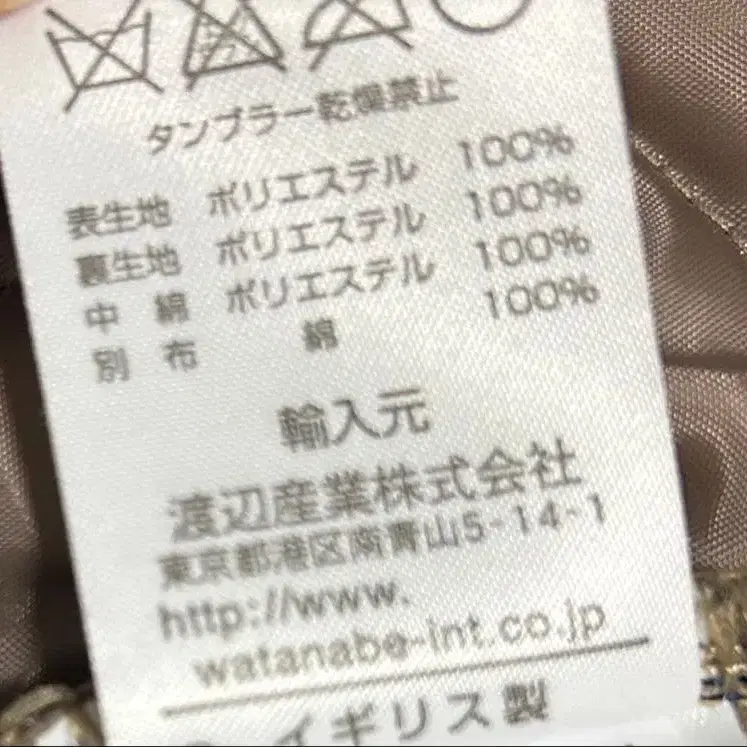 タンブラー乾燥禁止
表生地 ポリエステル 100%
裏生地 ポリエステル 100%
中 綿 ポリエステル 100%
別 布 綿 100%
輸入元
渡辺産業株式会社
東京都港区南青山5-14-1
http://www.
watanabe-int.co.jp
イギリス製